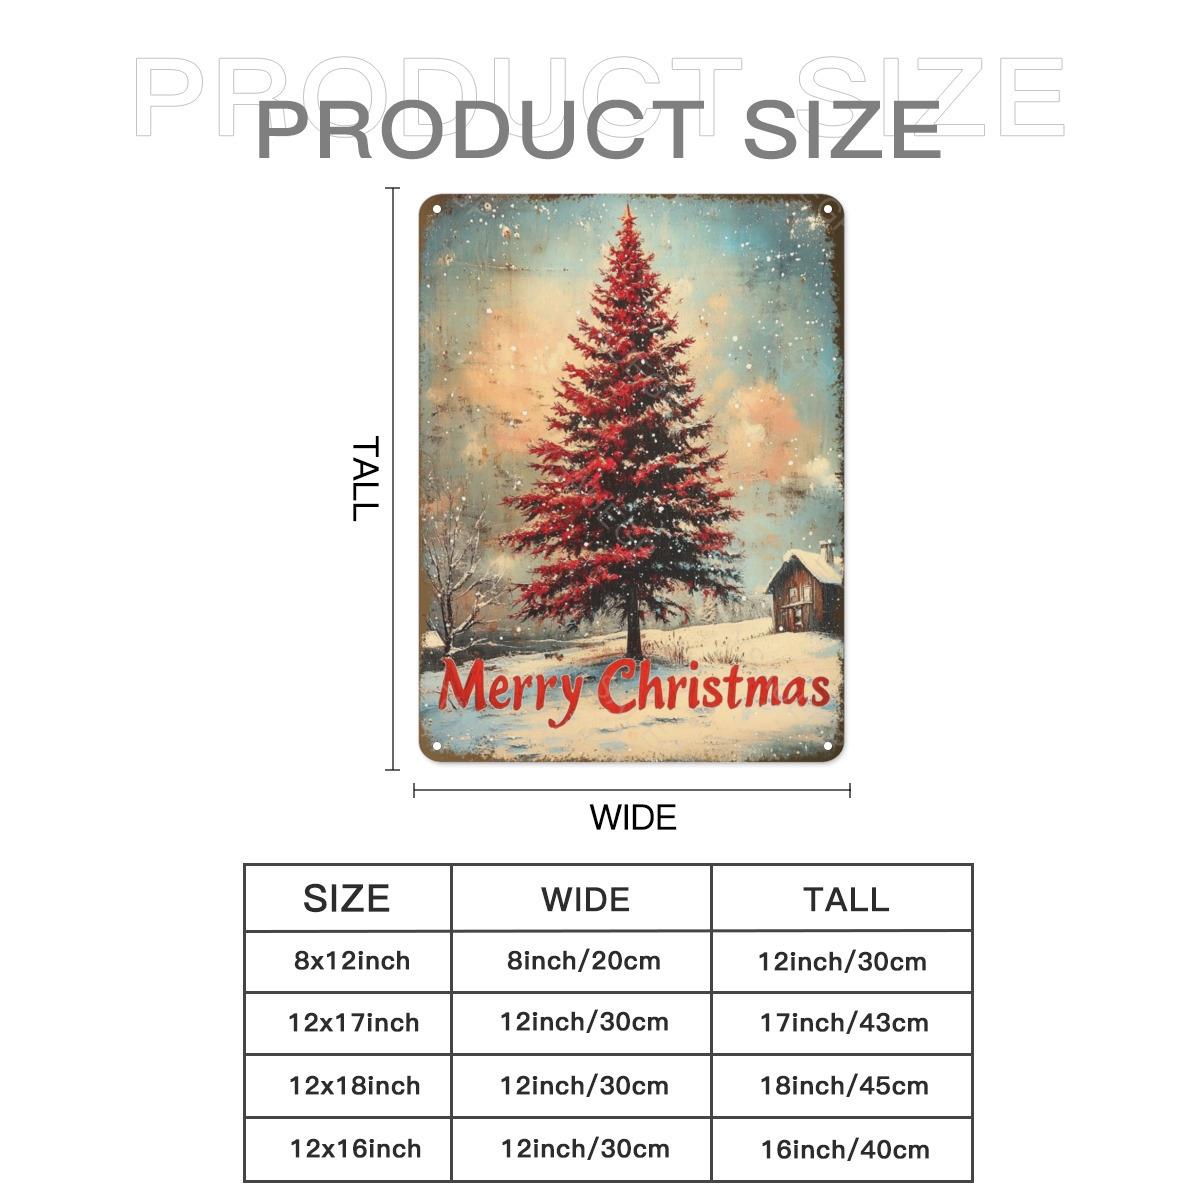 PRODUCT SIZE
PRODUCT SIZE
TALL
Merry Christmas
WIDE
SIZE WIDE TALL
8x12inch 8inch/20cm 12inch/30cm
12x17inch 12inch/30cm 17inch/43cm
12x18inch 12inch/30cm 18inch/45cm
12x16inch 12inch/30cm 16inch/40cm